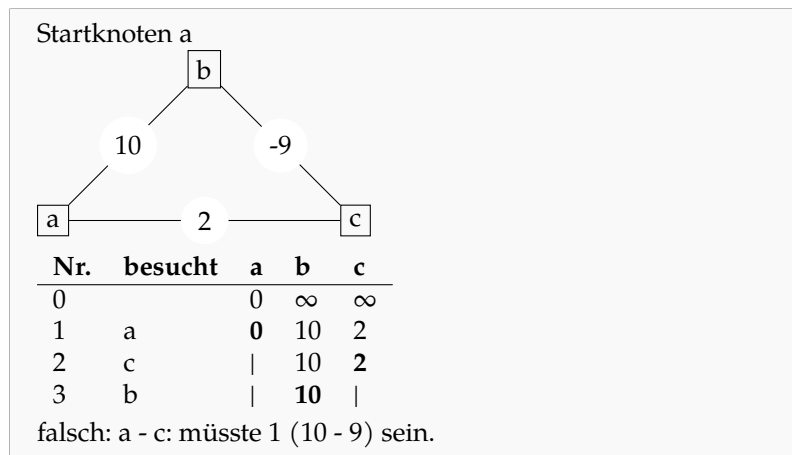 Startknoten a
b
10 -9
a 2 c
Nr. besucht a b c
0 0 ∞ ∞
1 a 0 10 2
2 c | 10 2
3 b | 10 |
falsch: a - c: müsste 1 (10 - 9) sein.